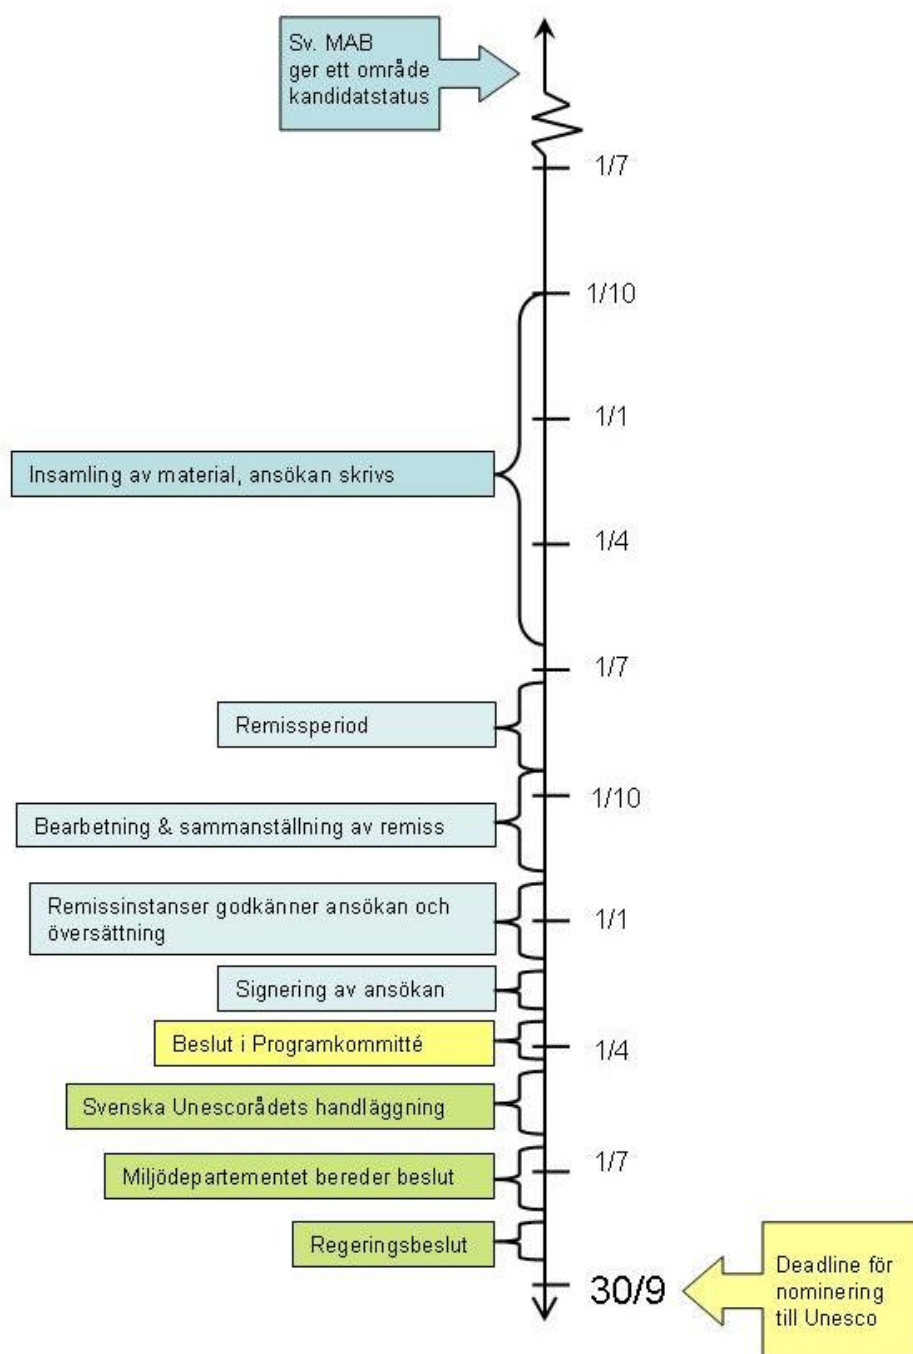 Sv. MAB
ger ett område
kandidatstatus
1/7
1/10
1/1
Insamling av material, ansökan skrivs
1/4
1/7
Remissperiod
1/10
Bearbetning & sammanställning av remiss
Remissinstanser godkänner ansökan och
översättning
1/1
Signering av ansökan
Beslut i Programkommitté
1/4
Svenska Unescorådets handläggning
1/7
Miljödepartementet bereder beslut
Regeringsbeslut
30/9
Deadline för
nominering
till Unesco